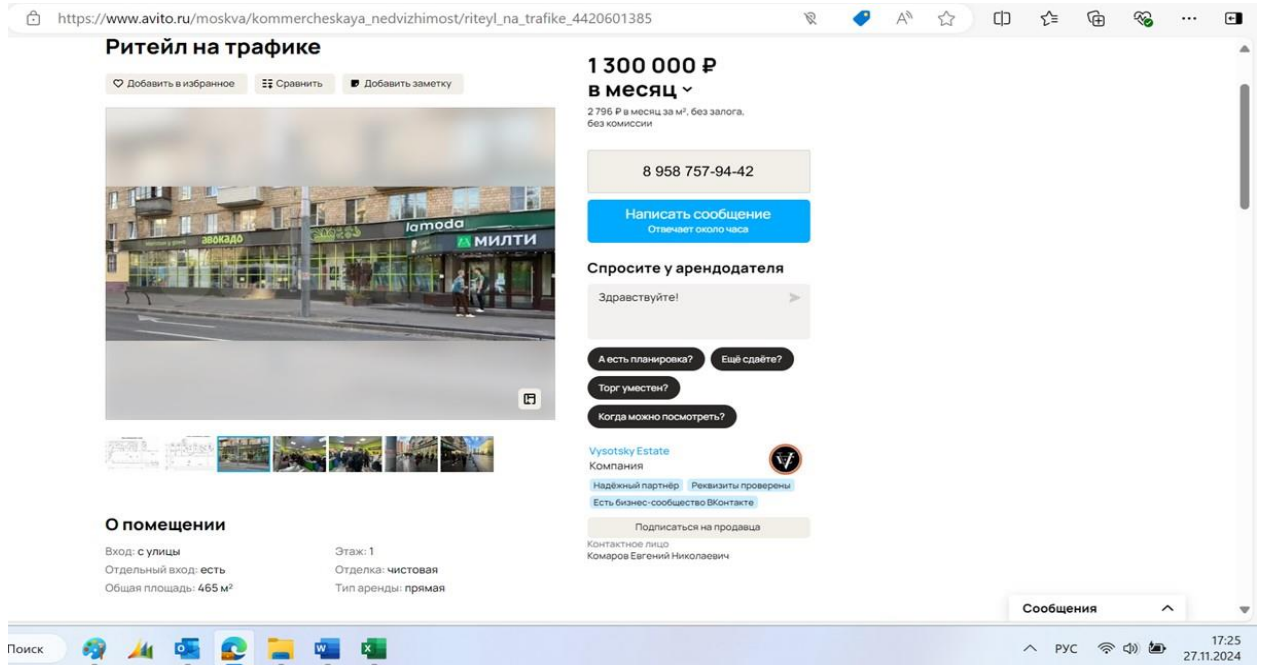 https://www.avito.ru/moskva/kommercheskaya_nedvizhimost/riteyl_na_trafike_4420601385
Ритейл на трафике
Добавить в избранное
Сравнить
Добавить заметку
1 300 000 ₽
в месяц
2 796 ₽ в месяц за м², без залога,
без комиссии
8 958 757-94-42
Написать сообщение
Отвечает около часа
Спросите у арендодателя
Здравствуйте!
А есть планировка?
Ещё сдаёте?
Торг уместен?
Когда можно посмотреть?
авокадо
lamoda
МИЛТИ
Vysotsky Estate
Компания
Надёжный партнёр
Реквизиты проверены
Есть бизнес-сообщество ВКонтакте
Подписаться на продавца
Контактное лицо
Комаров Евгений Николаевич
О помещении
Вход: с улицы
Этаж: 1
Отдельный вход: есть
Отделка: чистовая
Общая площадь: 465 м²
Тип аренды: прямая
Сообщения
Поиск
РУС
17:25
27.11.2024